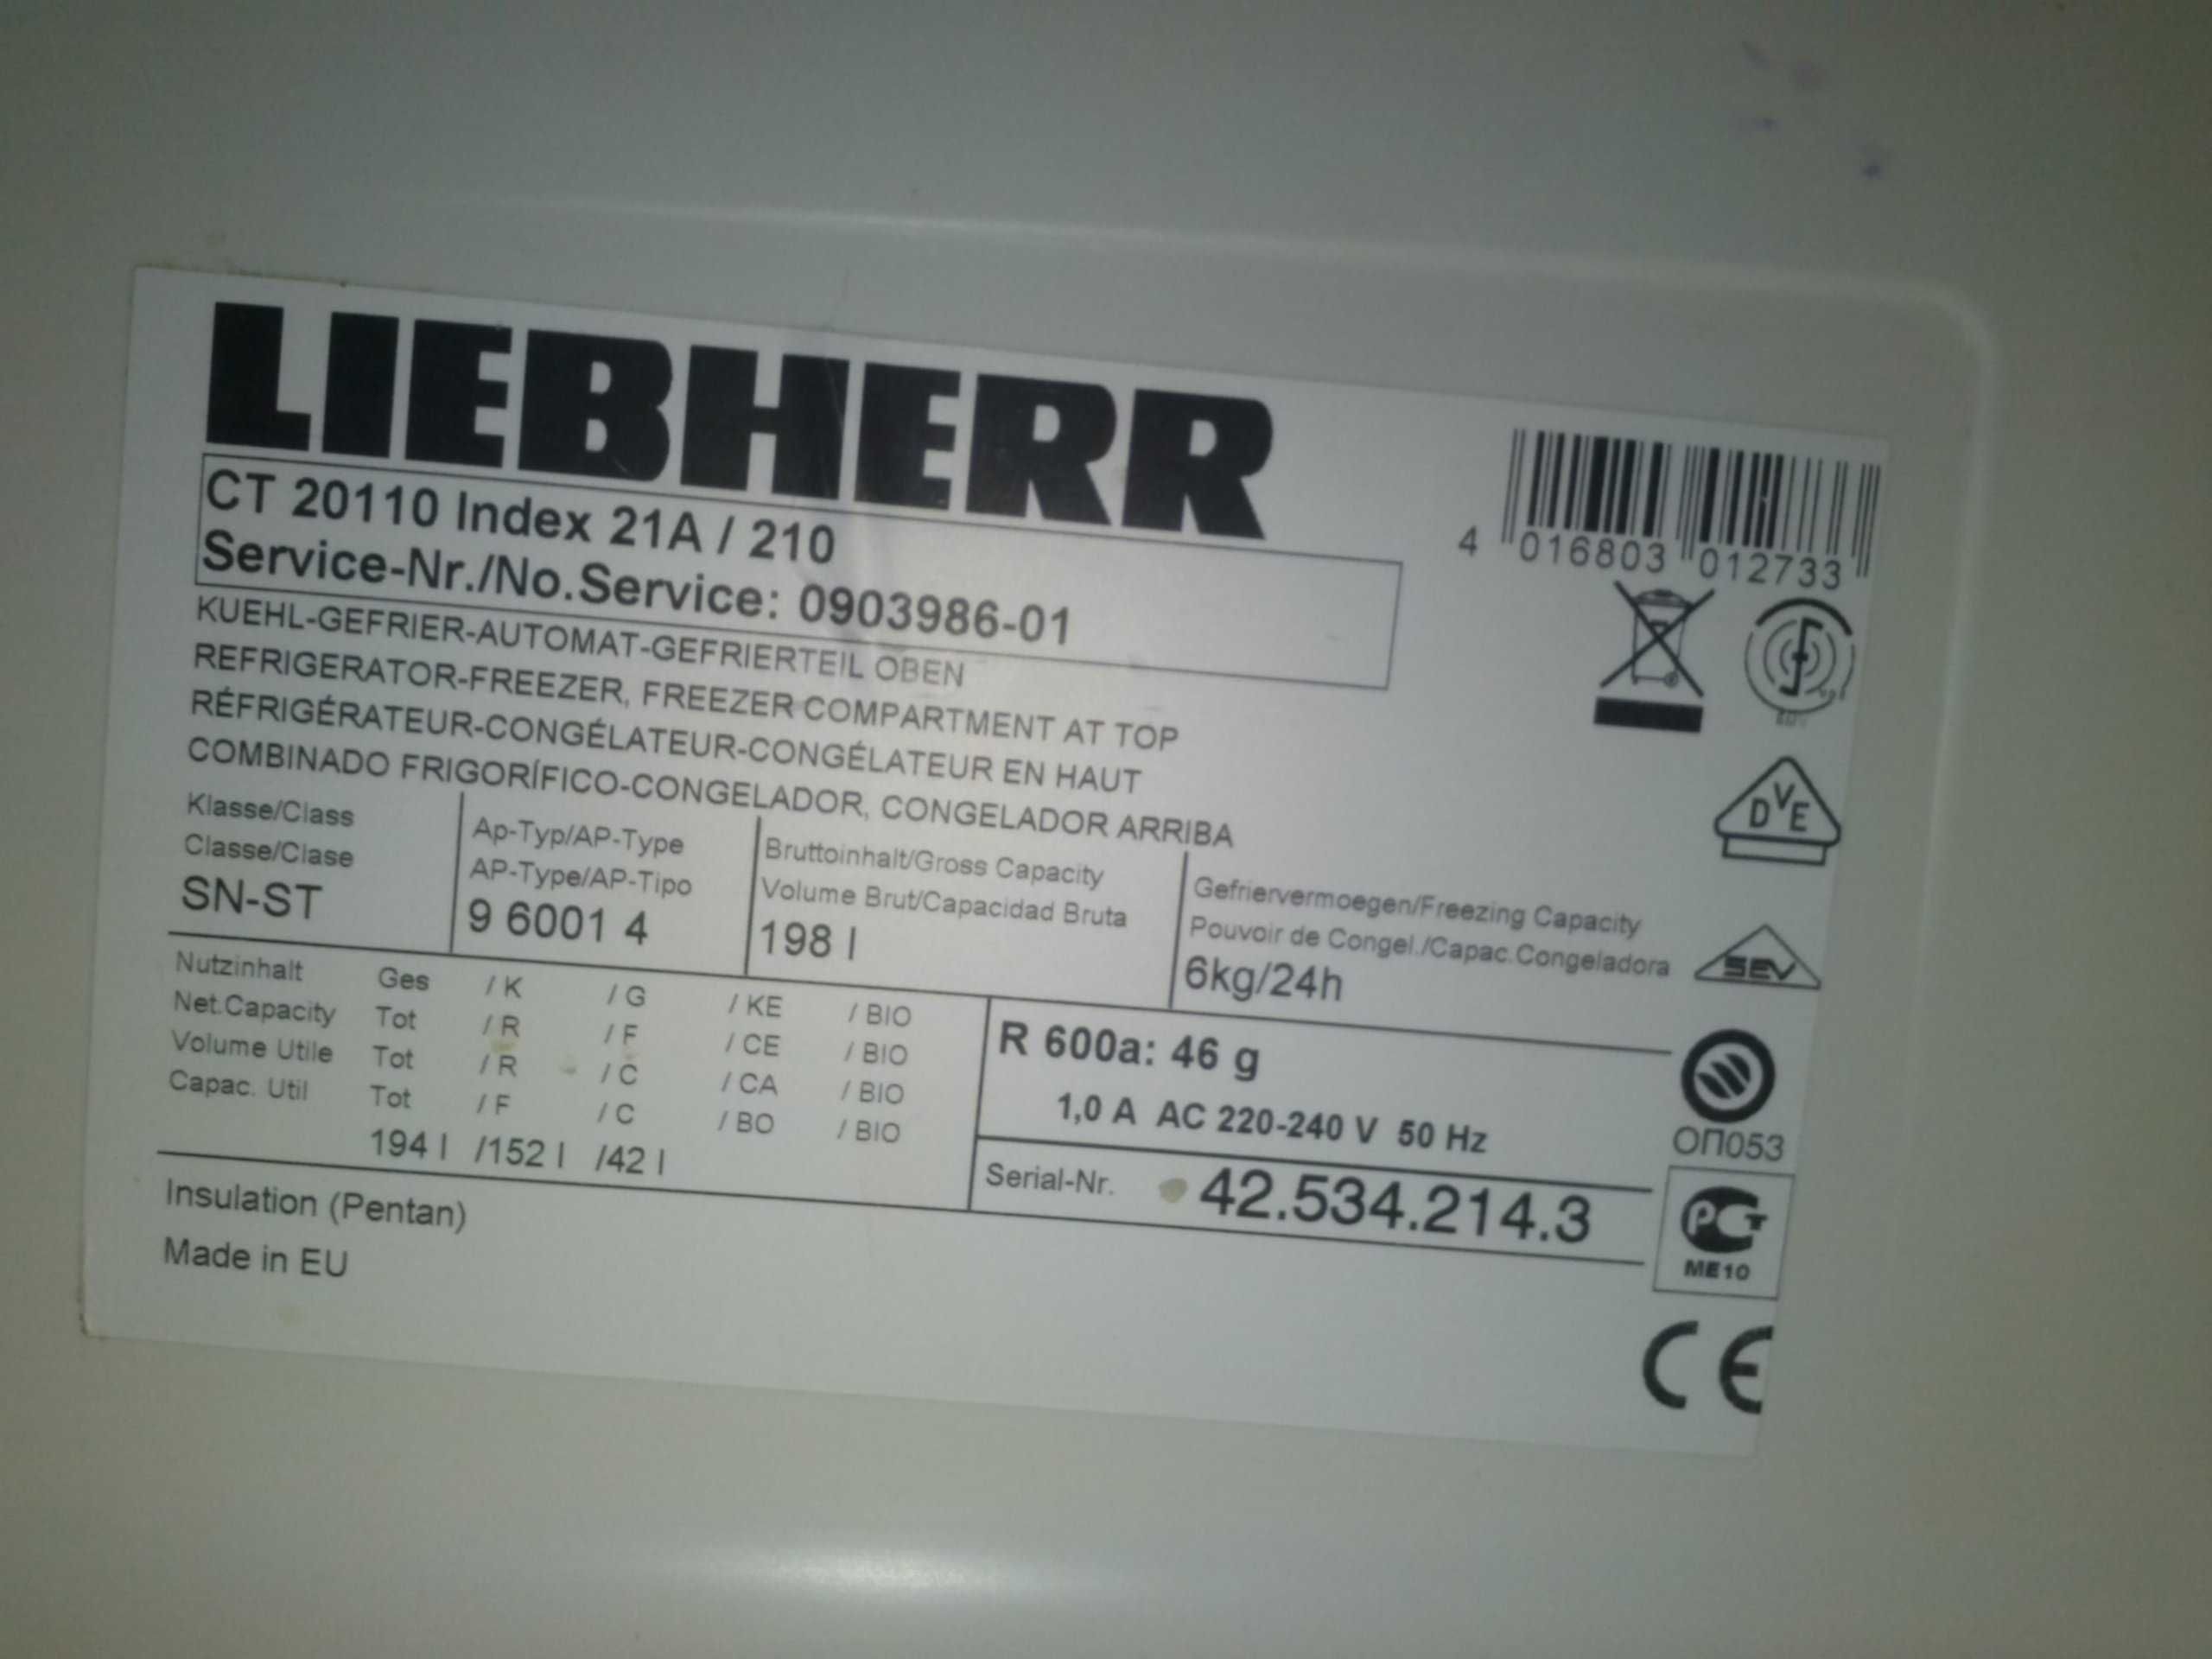 LIEBHERR
CT 20110 Index 21A / 210
Service-Nr./No.Service: 0903986-01
4 016803 012733
KUEHL-GEFRIER-AUTOMAT-GEFRIERTEIL OBEN
REFRIGERATOR-FREEZER, FREEZER COMPARTMENT AT TOP
RÉFRIGÉRATEUR-CONGÉLATEUR-CONGÉLATEUR EN HAUT
COMBINADO FRIGORÍFICO-CONGELADOR, CONGELADOR ARRIBA
Klasse/Class
Classe/Clase
SN-ST
Ap-Typ/AP-Type
AP-Type/AP-Tipo
9 6001 4
Bruttoinhalt/Gross Capacity
Volume Brut/Capacidad Bruta
198 l
Gefriervermoegen/Freezing Capacity
Pouvoir de Congel./Capac.Congeladora
6kg/24h
Nutzinhalt Ges / K / G / KE / BIO
Net.Capacity Tot / R / F / CE / BIO
Volume Utile Tot / R / C / CA / BIO
Capac. Util Tot / F / C / BO / BIO
194 l /152 l /42 l
R 600a: 46 g
1,0 A AC 220-240 V 50 Hz
Serial-Nr. 42.534.214.3
Insulation (Pentan)
Made in EU
DVE
SEV
ОП053
РСТ
ME10
CE